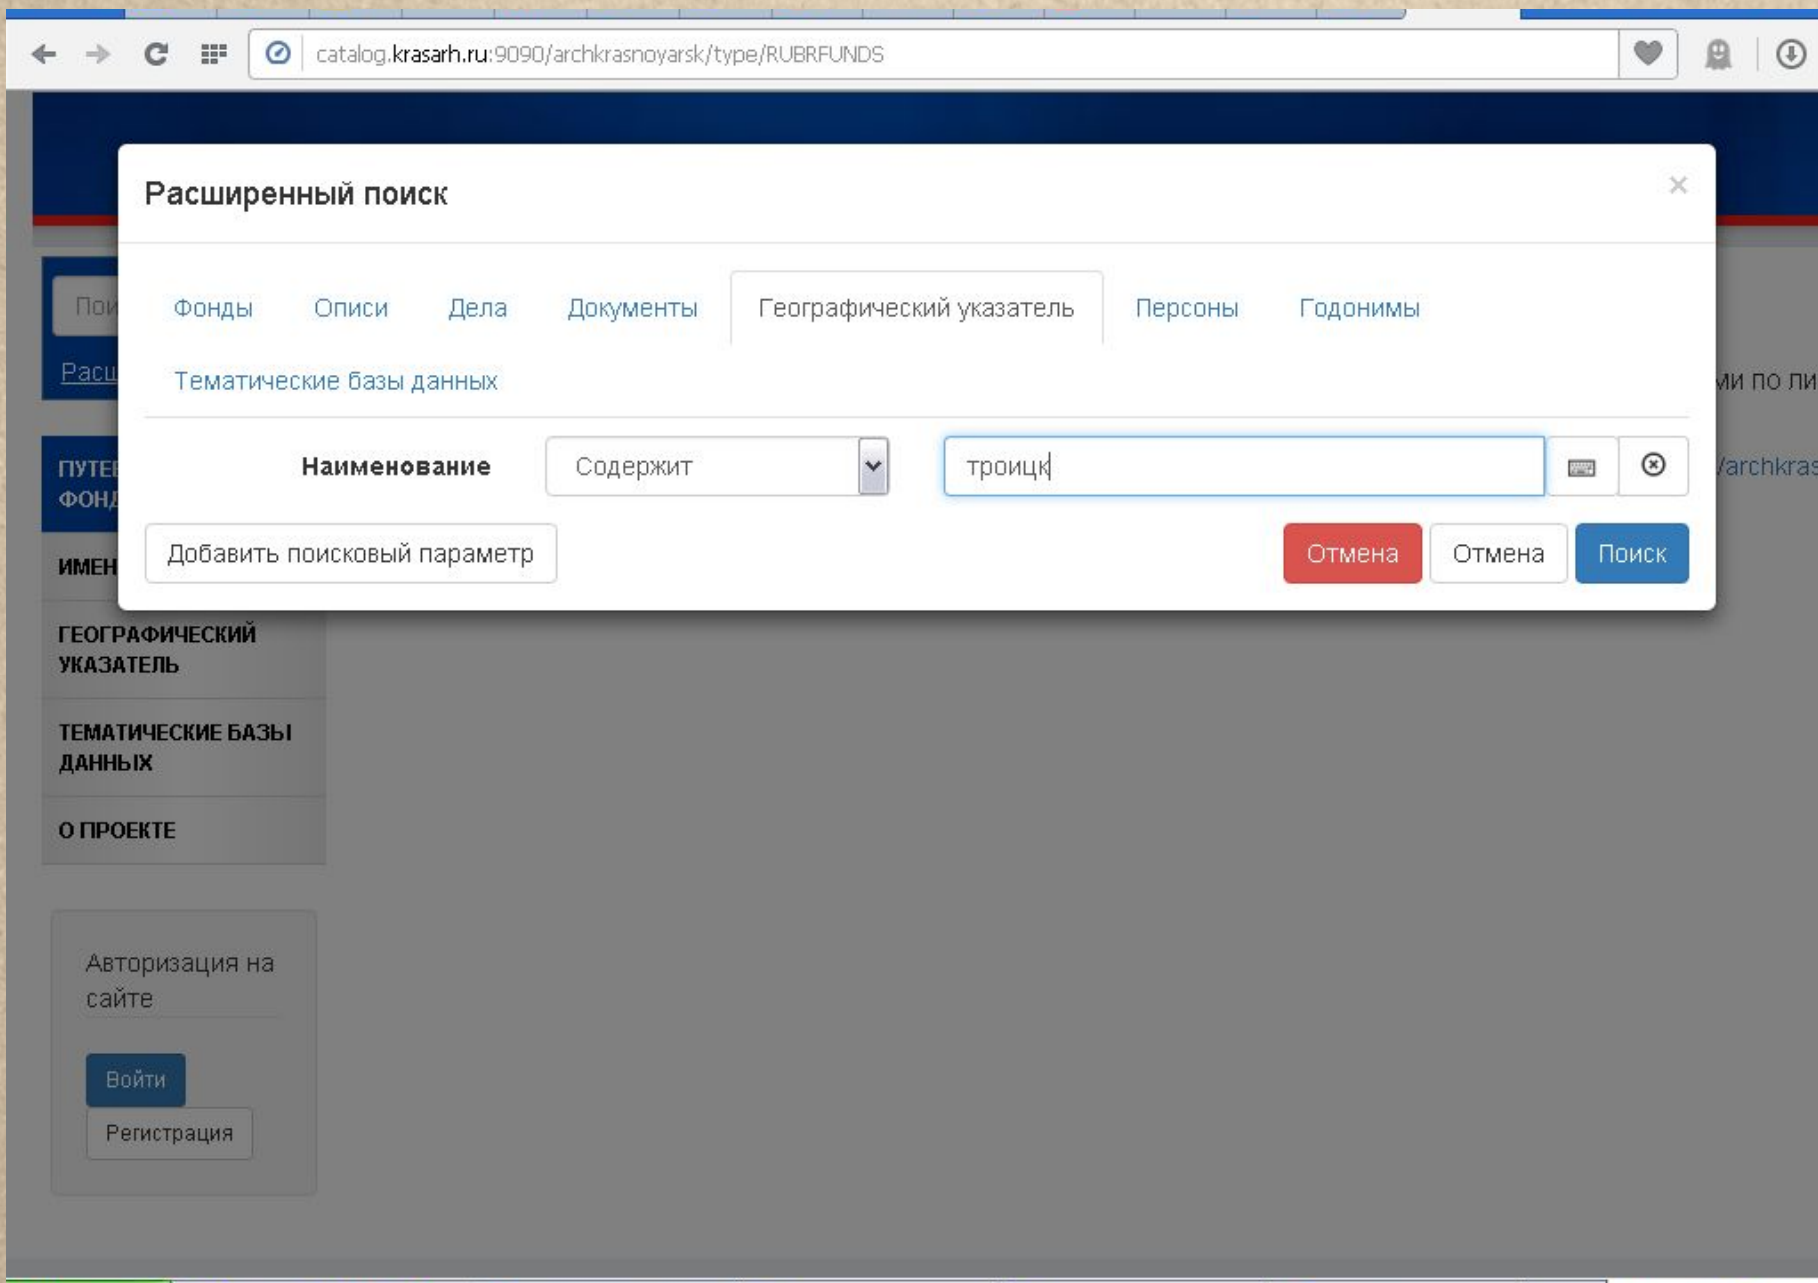 catalog.krasarh.ru:9090/archkrasnoyarsk/type/RUBRFUNDS
Расширенный поиск
×
Фонды Описи Дела Документы Географический указатель Персоны Годонимы
Тематические базы данных
Наименование Содержит троицк
Добавить поисковый параметр Отмена Отмена Поиск
ГЕОГРАФИЧЕСКИЙ
УКАЗАТЕЛЬ
ТЕМАТИЧЕСКИЕ БАЗЫ
ДАННЫХ
О ПРОЕКТЕ
Авторизация на
сайте
Войти
Регистрация